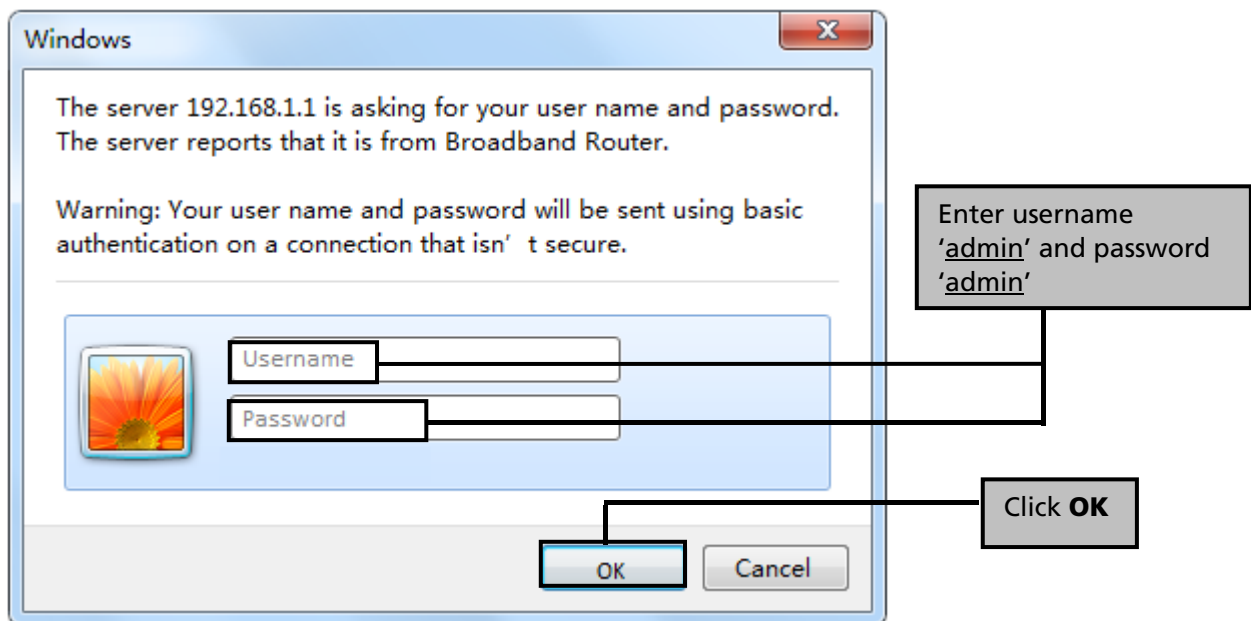 Windows
The server 192.168.1.1 is asking for your user name and password.
The server reports that it is from Broadband Router.
Warning: Your user name and password will be sent using basic
authentication on a connection that isn’ t secure.
Enter username
‘admin’ and password
‘admin’
Username
Password
Click OK
OK
Cancel